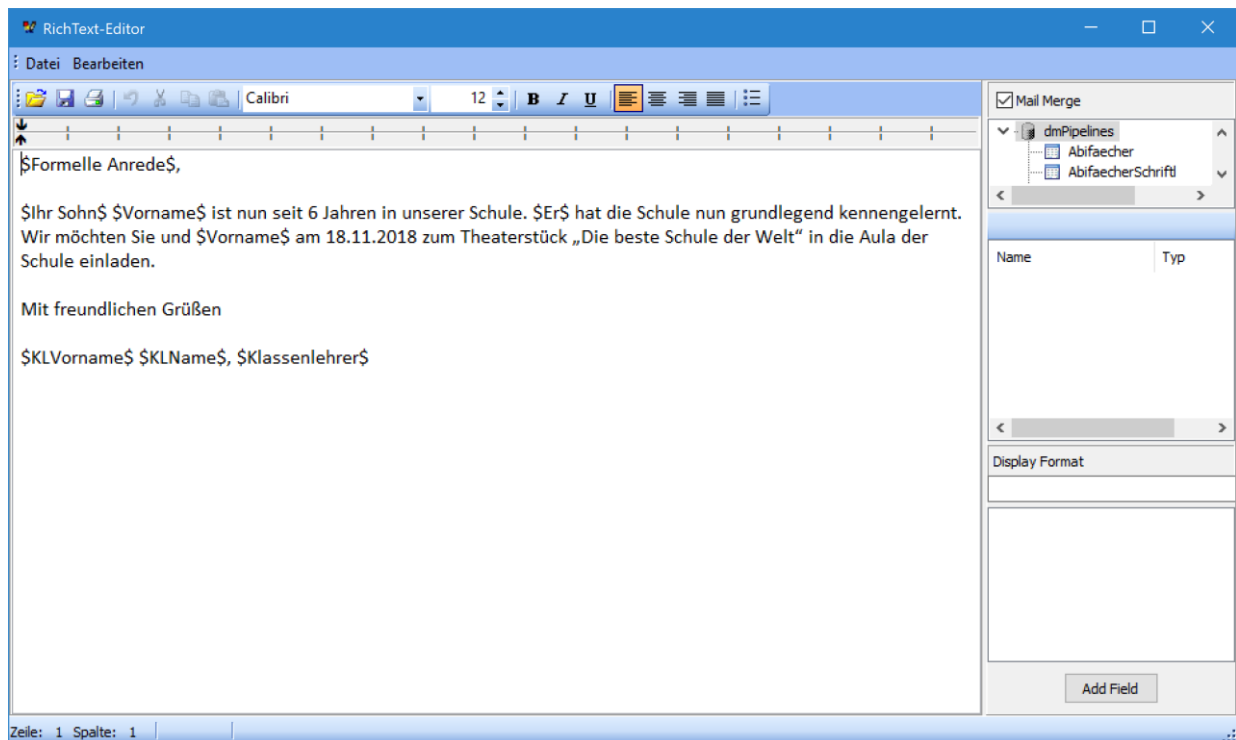 RichText-Editor
Datei Bearbeiten
Calibri 12 B I U
Mail Merge
dmPipelines
Abifaecher
AbifaecherSchriftl
$Formelle Anrede$,
$Ihr Sohn$ $Vorname$ ist nun seit 6 Jahren in unserer Schule. $Er$ hat die Schule nun grundlegend kennengelernt.
Wir möchten Sie und $Vorname$ am 18.11.2018 zum Theaterstück „Die beste Schule der Welt“ in die Aula der
Schule einladen.
Mit freundlichen Grüßen
$KLVorname$ $KLName$, $Klassenlehrer$
Name Typ
Display Format
Add Field
Zeile: 1 Spalte: 1